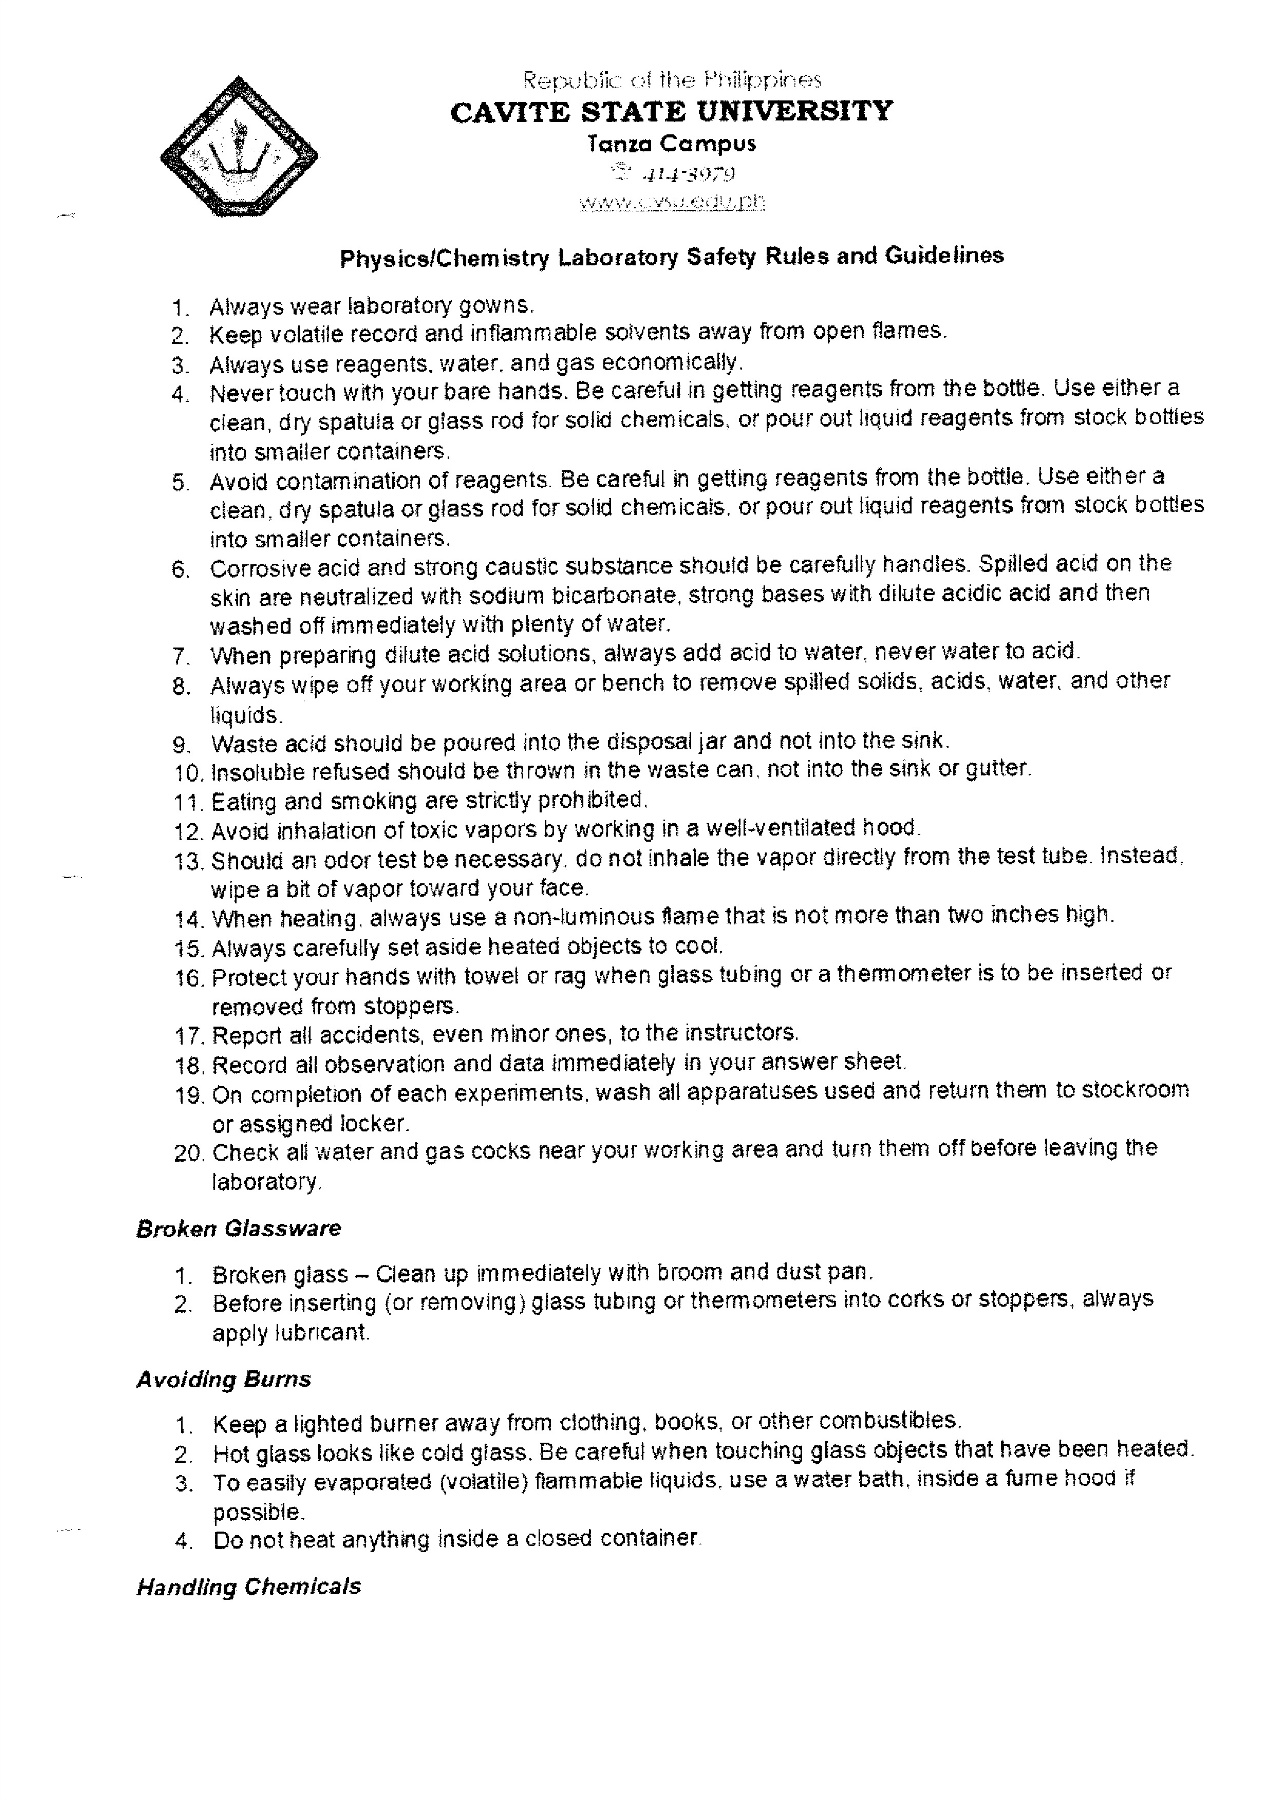 Republic of the Philippines
CAVITE STATE UNIVERSITY
Tanza Campus
☏ 414-3979
www.cvsu.edu.ph
Physics/Chemistry Laboratory Safety Rules and Guidelines
1. Always wear laboratory gowns.
2. Keep volatile record and inflammable solvents away from open flames.
3. Always use reagents, water, and gas economically.
4. Never touch with your bare hands. Be careful in getting reagents from the bottle. Use either a
clean, dry spatula or glass rod for solid chemicals, or pour out liquid reagents from stock bottles
into smaller containers.
5. Avoid contamination of reagents. Be careful in getting reagents from the bottle. Use either a
clean, dry spatula or glass rod for solid chemicals, or pour out liquid reagents from stock bottles
into smaller containers.
6. Corrosive acid and strong caustic substance should be carefully handles. Spilled acid on the
skin are neutralized with sodium bicarbonate, strong bases with dilute acidic acid and then
washed off immediately with plenty of water.
7. When preparing dilute acid solutions, always add acid to water, never water to acid.
8. Always wipe off your working area or bench to remove spilled solids, acids, water, and other
liquids.
9. Waste acid should be poured into the disposal jar and not into the sink.
10. Insoluble refused should be thrown in the waste can, not into the sink or gutter.
11. Eating and smoking are strictly prohibited.
12. Avoid inhalation of toxic vapors by working in a well-ventilated hood.
13. Should an odor test be necessary, do not inhale the vapor directly from the test tube. Instead,
wipe a bit of vapor toward your face.
14. When heating, always use a non-luminous flame that is not more than two inches high.
15. Always carefully set aside heated objects to cool.
16. Protect your hands with towel or rag when glass tubing or a thermometer is to be inserted or
removed from stoppers.
17. Report all accidents, even minor ones, to the instructors.
18. Record all observation and data immediately in your answer sheet.
19. On completion of each experiments, wash all apparatuses used and return them to stockroom
or assigned locker.
20. Check all water and gas cocks near your working area and turn them off before leaving the
laboratory.
Broken Glassware
1. Broken glass – Clean up immediately with broom and dust pan.
2. Before inserting (or removing) glass tubing or thermometers into corks or stoppers, always
apply lubricant.
Avoiding Burns
1. Keep a lighted burner away from clothing, books, or other combustibles.
2. Hot glass looks like cold glass. Be careful when touching glass objects that have been heated.
3. To easily evaporated (volatile) flammable liquids, use a water bath, inside a fume hood if
possible.
4. Do not heat anything inside a closed container.
Handling Chemicals